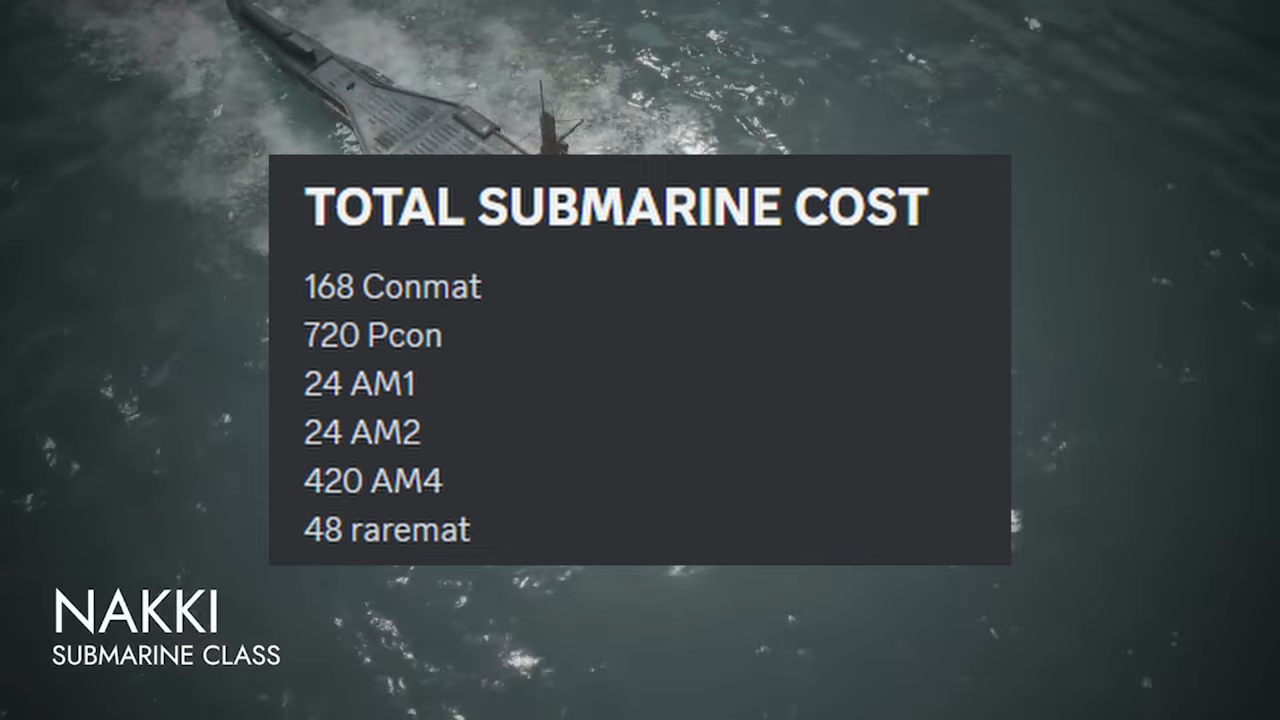 TOTAL SUBMARINE COST
168 Conmat
720 Pcon
24 AM1
24 AM2
420 AM4
48 raremat
NAKKI
SUBMARINE CLASS